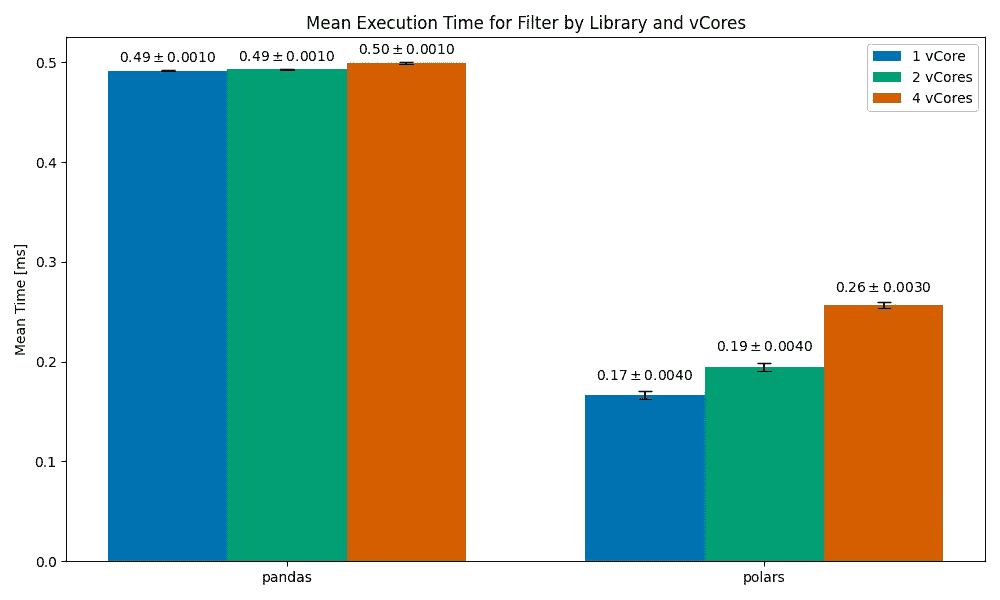 Mean Execution Time for Filter by Library and vCores
0.49 ± 0.0010
0.49 ± 0.0010
0.50 ± 0.0010
0.17 ± 0.0040
0.19 ± 0.0040
0.26 ± 0.0030
1 vCore
2 vCores
4 vCores
Mean Time [ms]
0.5
0.4
0.3
0.2
0.1
0.0
pandas
polars